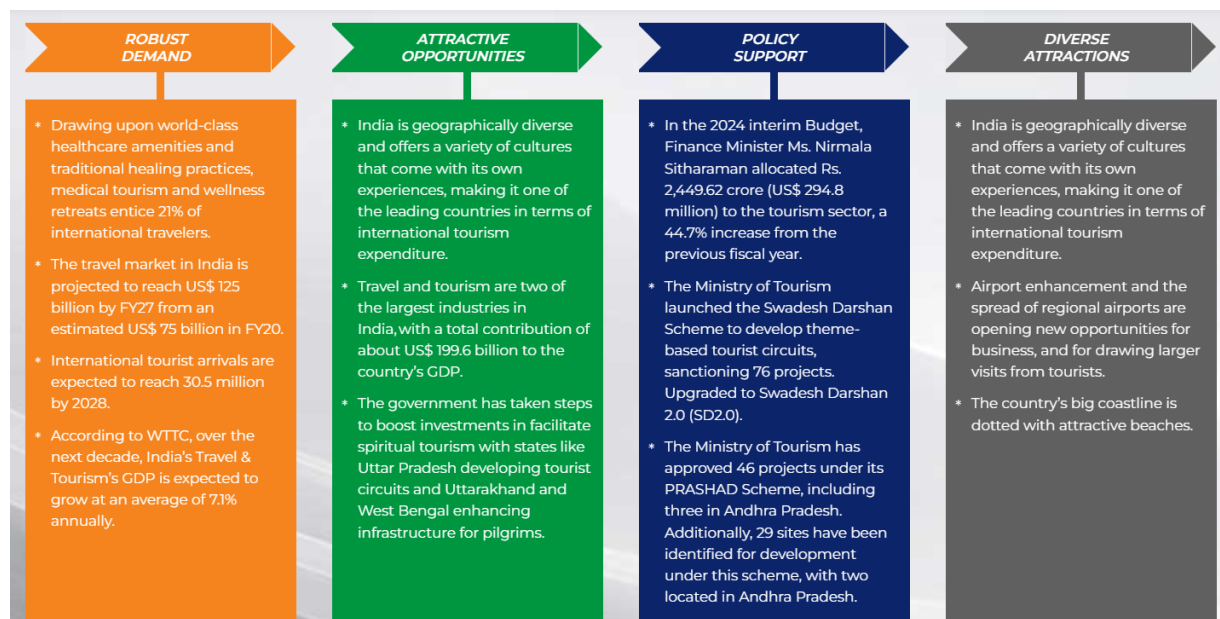 ROBUST
DEMAND
* Drawing upon world-class
healthcare amenities and
traditional healing practices,
medical tourism and wellness
retreats entice 21% of
international travelers.
* The travel market in India is
projected to reach US$ 125
billion by FY27 from an
estimated US$ 75 billion in FY20.
* International tourist arrivals are
expected to reach 30.5 million
by 2028.
* According to WTTC, over the
next decade, India's Travel &
Tourism's GDP is expected to
grow at an average of 7.1%
annually.
ATTRACTIVE
OPPORTUNITIES
* India is geographically diverse
and offers a variety of cultures
that come with its own
experiences, making it one of
the leading countries in terms of
international tourism
expenditure.
* Travel and tourism are two of
the largest industries in
India, with a total contribution of
about US$ 199.6 billion to the
country's GDP.
* The government has taken steps
to boost investments in facilitate
spiritual tourism with states like
Uttar Pradesh developing tourist
circuits and Uttarakhand and
West Bengal enhancing
infrastructure for pilgrims.
POLICY
SUPPORT
* In the 2024 interim Budget,
Finance Minister Ms. Nirmala
Sitharaman allocated Rs.
2,449.62 crore (US$ 294.8
million) to the tourism sector, a
44.7% increase from the
previous fiscal year.
* The Ministry of Tourism
launched the Swadesh Darshan
Scheme to develop theme-
based tourist circuits,
sanctioning 76 projects.
Upgraded to Swadesh Darshan
2.0 (SD2.0).
* The Ministry of Tourism has
approved 46 projects under its
PRASHAD Scheme, including
three in Andhra Pradesh.
Additionally, 29 sites have been
identified for development
under this scheme, with two
located in Andhra Pradesh.
DIVERSE
ATTRACTIONS
* India is geographically diverse
and offers a variety of cultures
that come with its own
experiences, making it one of
the leading countries in terms of
international tourism
expenditure.
* Airport enhancement and the
spread of regional airports are
opening new opportunities for
business, and for drawing larger
visits from tourists.
* The country's big coastline is
dotted with attractive beaches.